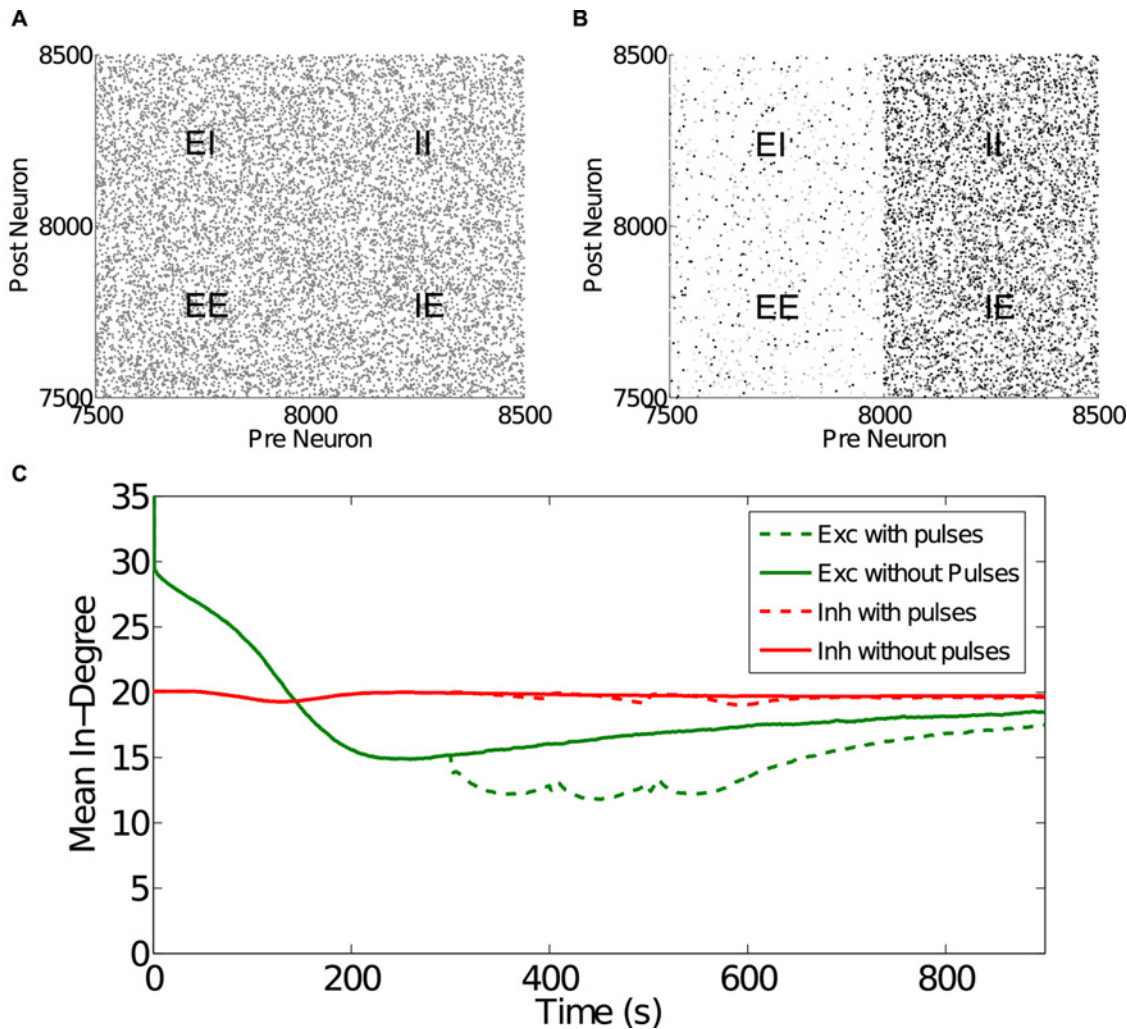 A
8500
8000
7500
Post Neuron
EI
II
EE
IE
7500
8000
8500
Pre Neuron
B
8500
8000
7500
Post Neuron
EI
II
EE
IE
7500
8000
8500
Pre Neuron
C
35
30
25
20
15
10
5
0
Mean In-Degree
Exc with pulses
Exc without Pulses
Inh with pulses
Inh without pulses
0
200
400
600
800
Time (s)